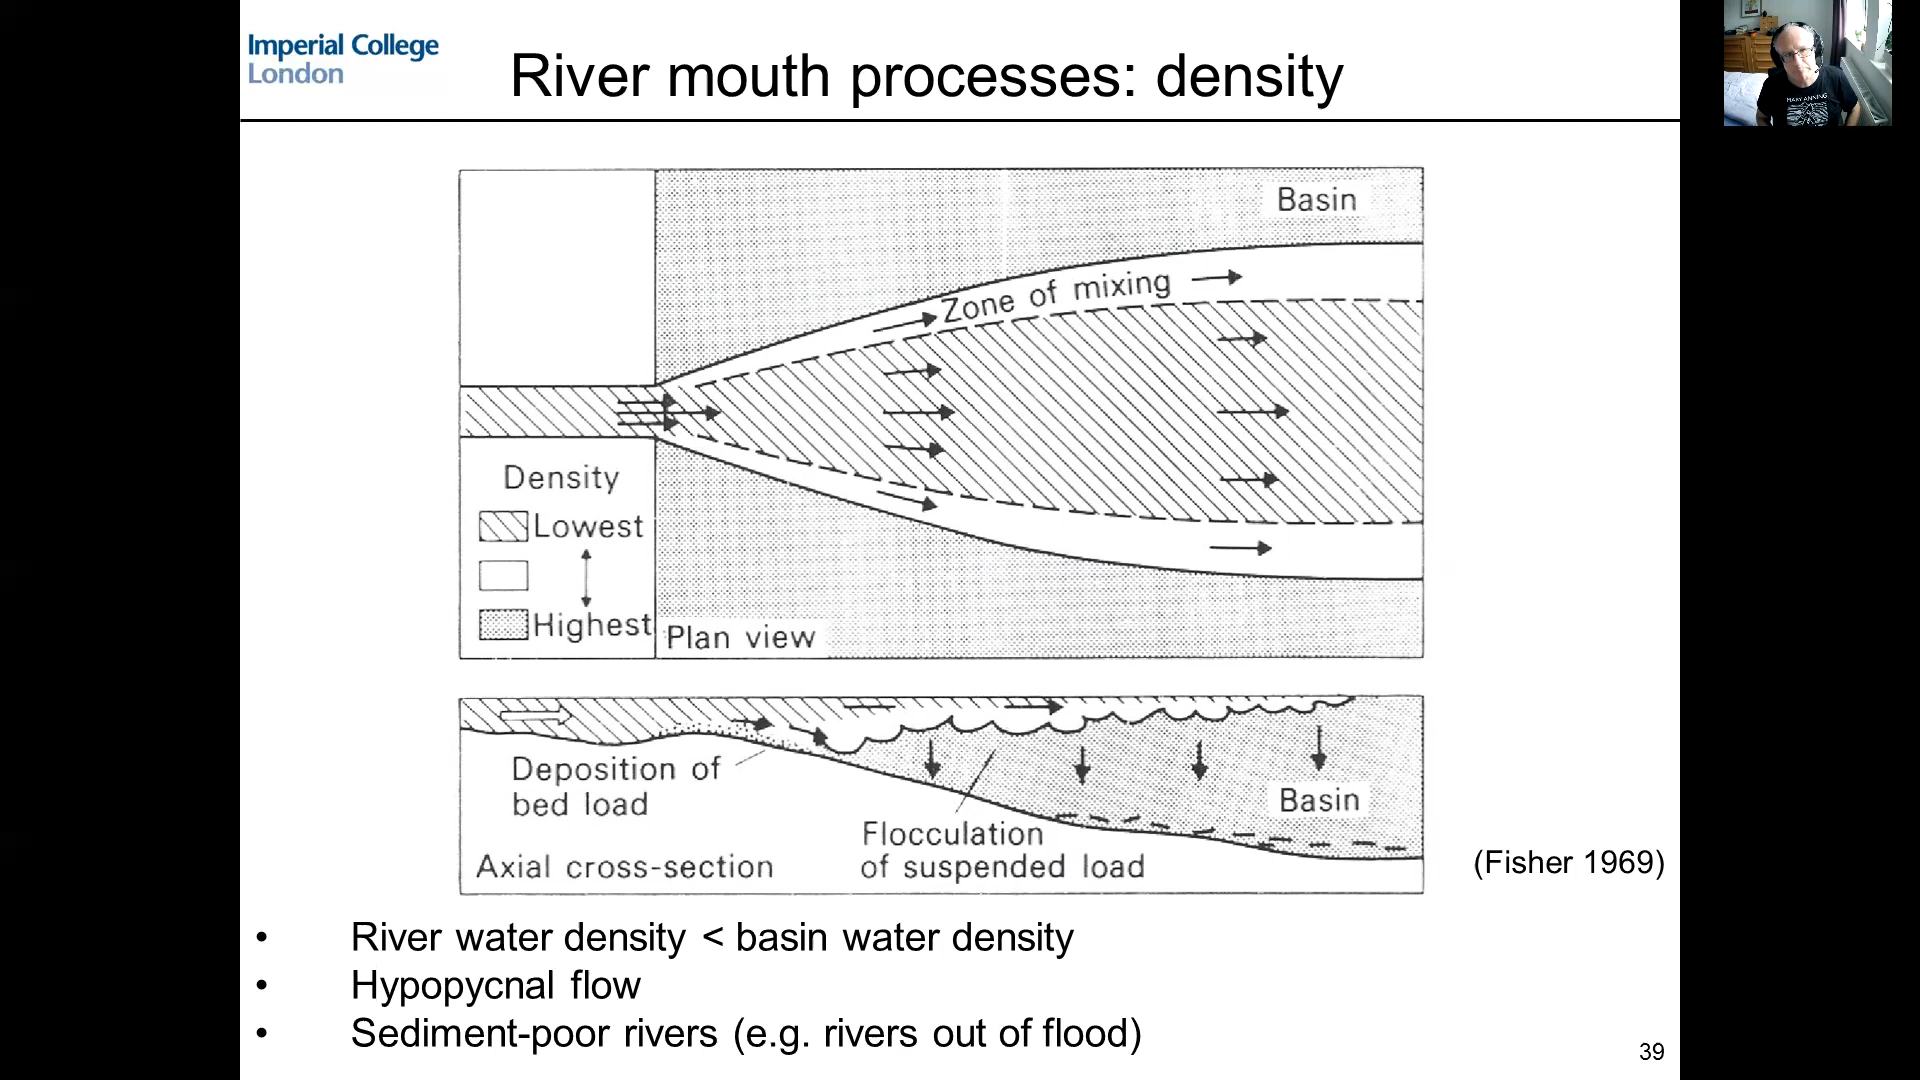 Imperial College
London
River mouth processes: density
MARY ANNING
Basin
Zone of mixing
Density
Lowest
Highest
Plan view
Deposition of
bed load
Basin
Flocculation
of suspended load
Axial cross-section
(Fisher 1969)
• River water density < basin water density
• Hypopycnal flow
• Sediment-poor rivers (e.g. rivers out of flood)
39